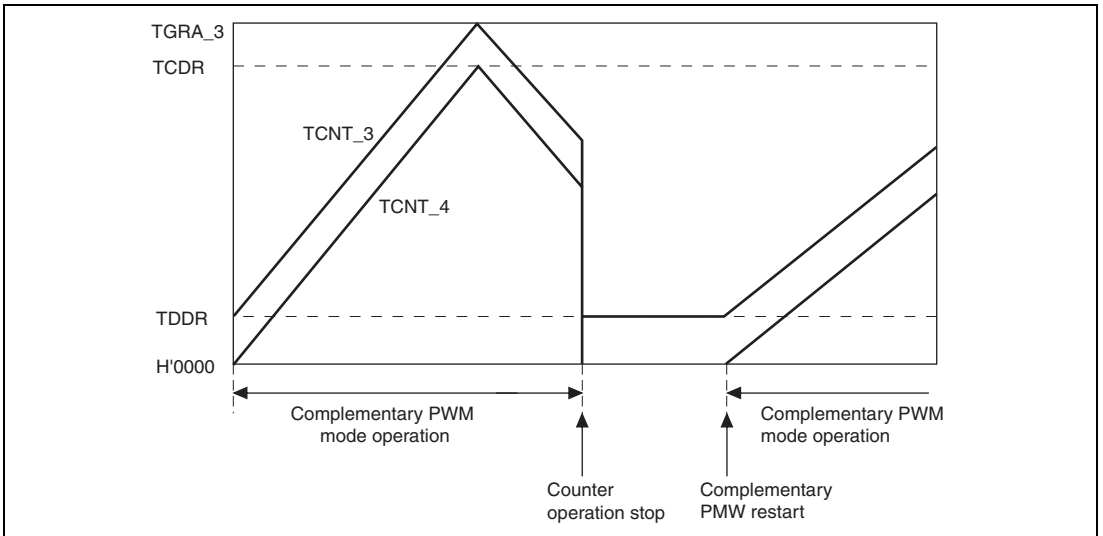 TGRA_3
TCDR
TCNT_3
TCNT_4
TDDR
H'0000
Complementary PWM
mode operation
Complementary PWM
mode operation
Counter
operation stop
Complementary
PMW restart